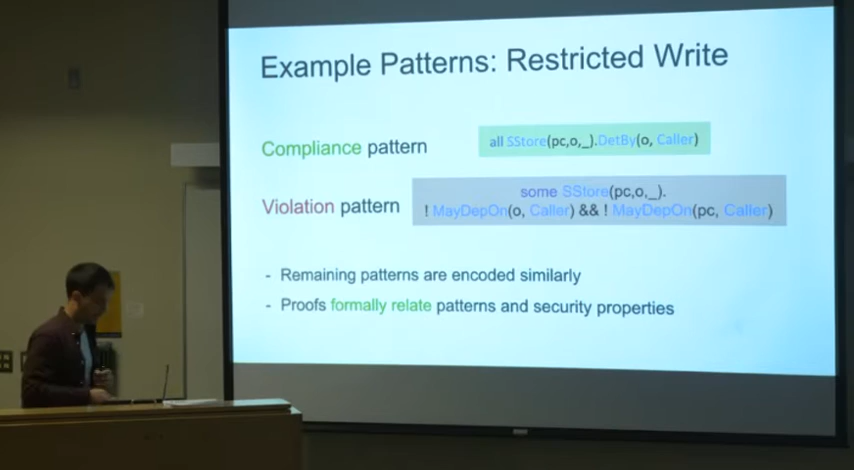 Example Patterns: Restricted Write
Compliance pattern
all SStore(pc,o,_).DetBy(o, Caller)
Violation pattern
some SStore(pc,o,_).
! MayDepOn(o, Caller) && ! MayDepOn(pc, Caller)
- Remaining patterns are encoded similarly
- Proofs formally relate patterns and security properties